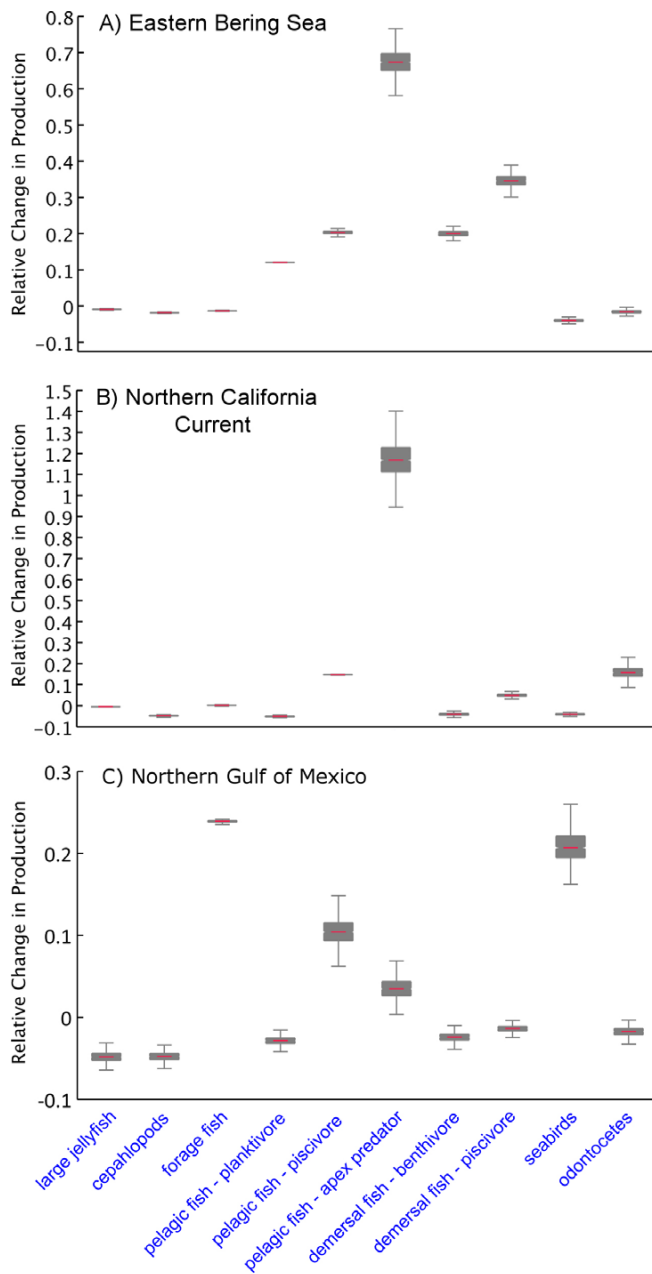 A) Eastern Bering Sea
Relative Change in Production
0.8
0.7
0.6
0.5
0.4
0.3
0.2
0.1
0
−0.1
B) Northern California
Current
Relative Change in Production
1.5
1.4
1.3
1.2
1.1
1
0.9
0.8
0.7
0.6
0.5
0.4
0.3
0.2
0.1
0
−0.1
C) Northern Gulf of Mexico
Relative Change in Production
0.3
0.2
0.1
0
-0.1
large jellyfish
cepahlopods
forage fish
pelagic fish - planktivore
pelagic fish - piscivore
pelagic fish - apex predator
demersal fish - benthivore
demersal fish - piscivore
seabirds
odontocetes